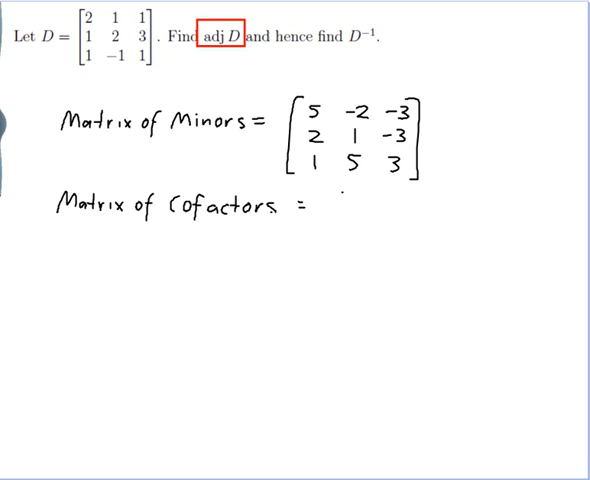 Let D = [2 1 1; 1 2 3; 1 −1 1]. Find adj D and hence find D⁻¹.
Matrix of Minors = [5 -2 -3; 2 1 -3; 1 5 3]
Matrix of Cofactors =